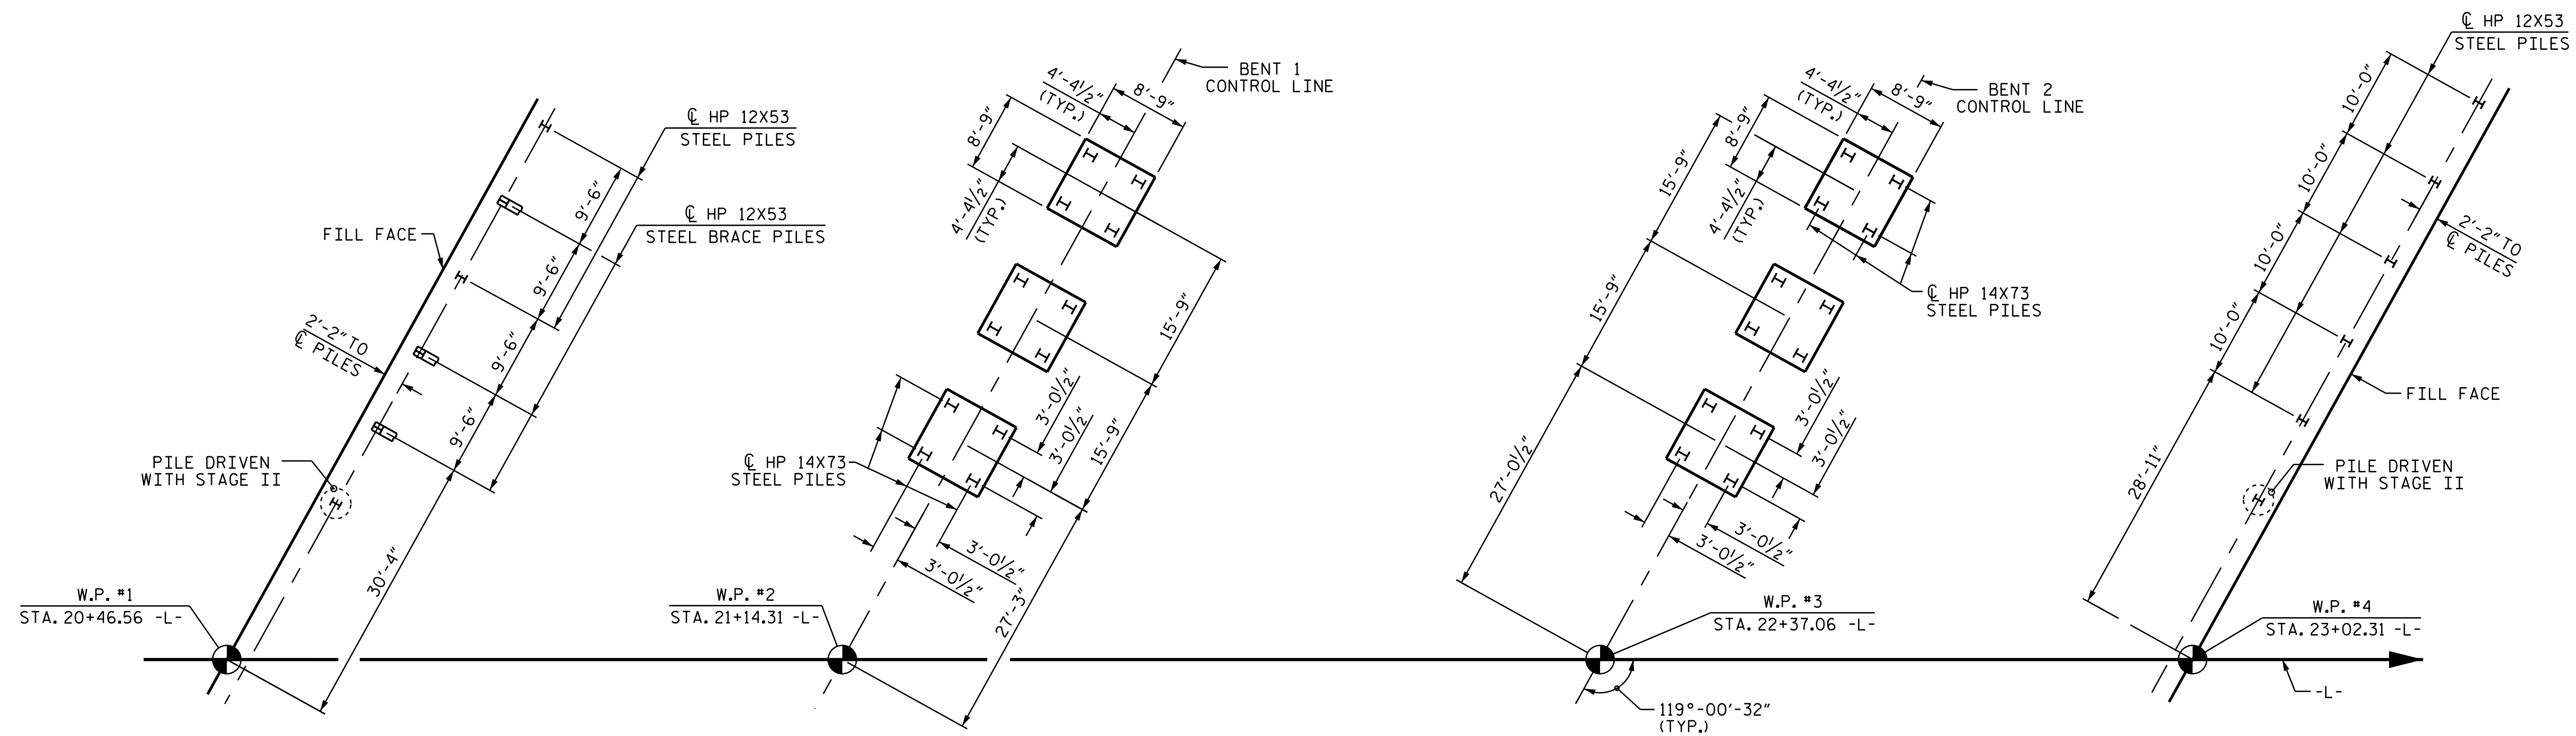 ℄ HP 12X53
STEEL PILES
℄ HP 12X53
STEEL BRACE PILES
FILL FACE
2'-2" TO
℄ PILES
9'-6"
9'-6"
9'-6"
9'-6"
30'-4"
PILE DRIVEN
WITH STAGE II
W.P. #1
STA. 20+46.56 -L-
BENT 1
CONTROL LINE
4'-4½"
(TYP.)
8'-9"
8'-9"
4'-4½"
(TYP.)
15'-9"
15'-9"
3'-0½"
3'-0½"
℄ HP 14X73
STEEL PILES
3'-0½"
3'-0½"
27'-3"
W.P. #2
STA. 21+14.31 -L-
BENT 2
CONTROL LINE
4'-4½"
(TYP.)
8'-9"
8'-9"
4'-4½"
(TYP.)
15'-9"
15'-9"
27'-0½"
℄ HP 14X73
STEEL PILES
3'-0½"
3'-0½"
3'-0½"
3'-0½"
W.P. #3
STA. 22+37.06 -L-
119°-00'-32"
(TYP.)
℄ HP 12X53
STEEL PILES
10'-0"
10'-0"
10'-0"
10'-0"
28'-11"
2'-2" TO
℄ PILES
FILL FACE
PILE DRIVEN
WITH STAGE II
W.P. #4
STA. 23+02.31 -L-
-L-